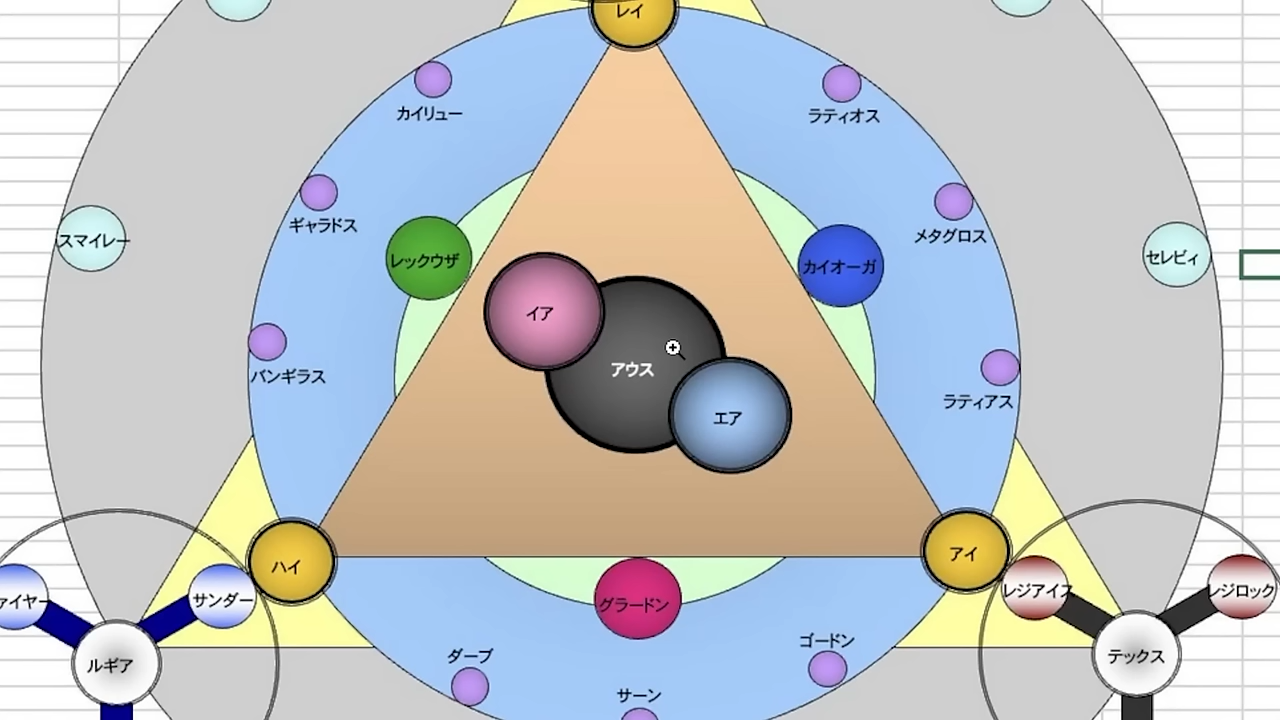 レイ
カイリュー
ラティオス
ギャラドス
メタグロス
スマイレー
レックウザ
カイオーガ
セレビィ
イア
アウス
エア
バンギラス
ラティアス
ハイ
アイ
ァイヤー
サンダー
グラードン
レジアイス
レジロック
ルギア
ダーブ
ゴードン
テックス
サーン